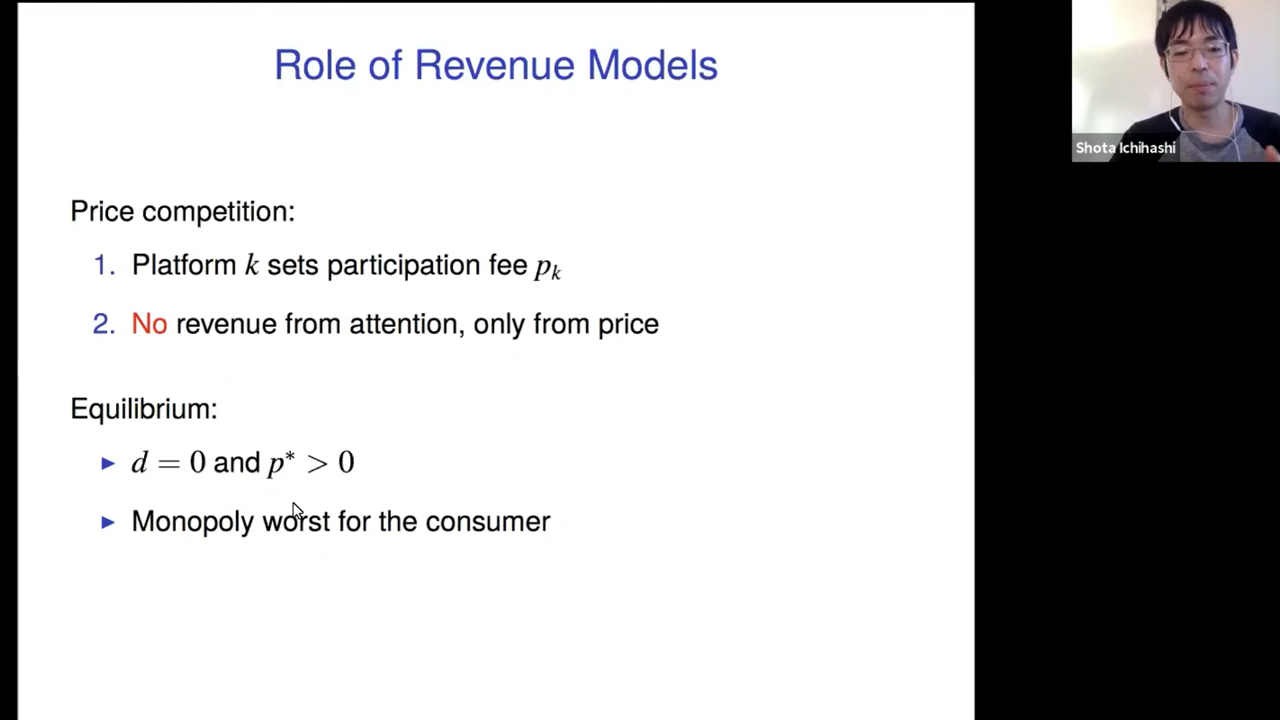 Role of Revenue Models
Shota Ichihashi
Price competition:
1. Platform k sets participation fee pₖ
2. No revenue from attention, only from price
Equilibrium:
► d = 0 and p* > 0
► Monopoly worst for the consumer